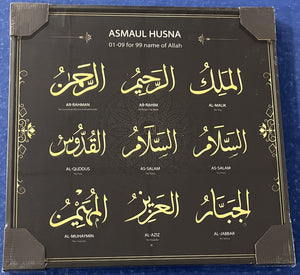 ASMAUL HUSNA
01-09 for 99 name of Allah
الرحمن الرحيم الملك
AR-RAHMAN AR-RAHIM AL-MALIK
القدوس السلام السلام
AL-QUDDUS AS-SALAM AS-SALAM
المهيمن العزيز الجبار
AL-MUHAYMIN AL-AZIZ AL-JABBAR